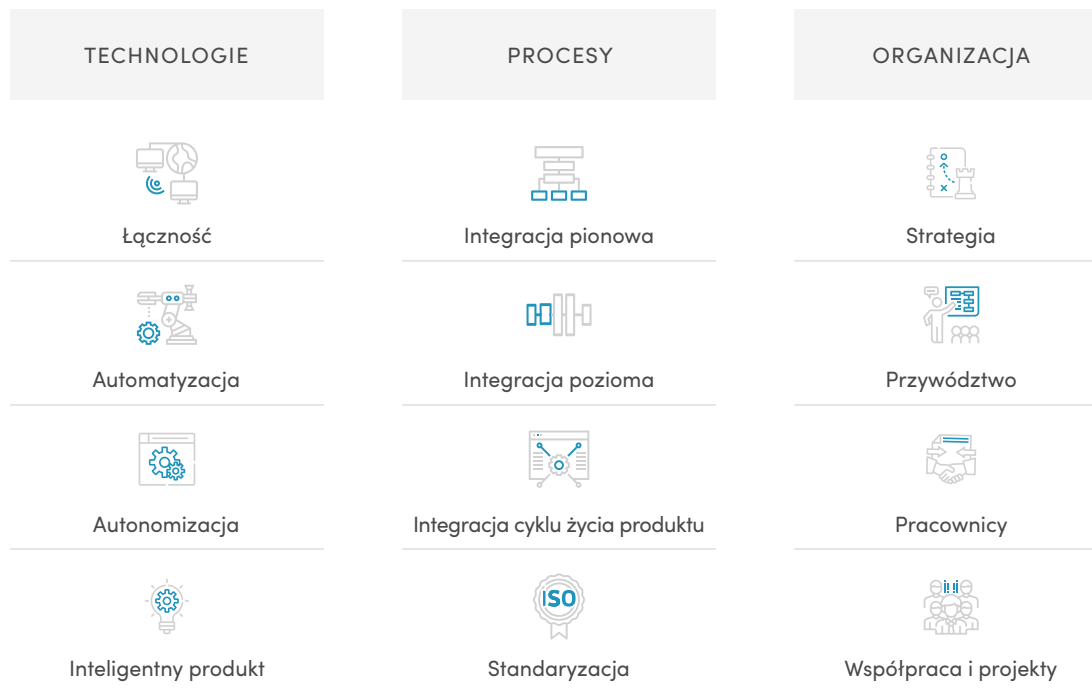 TECHNOLOGIE
PROCESY
ORGANIZACJA
Łączność
Integracja pionowa
Strategia
Automatyzacja
Integracja pozioma
Przywództwo
Autonomizacja
Integracja cyklu życia produktu
Pracownicy
ISO
Inteligentny produkt
Standaryzacja
Współpraca i projekty